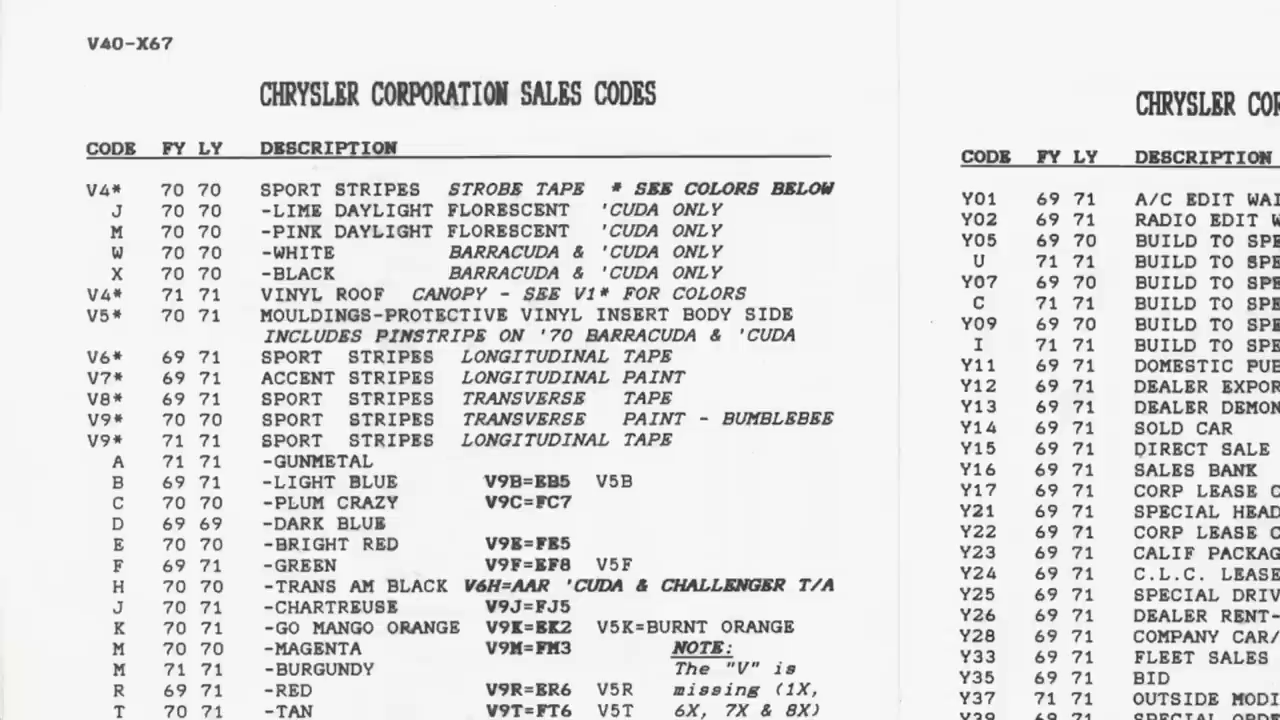 V40-X67
CHRYSLER CORPORATION SALES CODES
CODE FY LY DESCRIPTION
V4* 70 70 SPORT STRIPES STROBE TAPE * SEE COLORS BELOW
J 70 70 -LIME DAYLIGHT FLORESCENT 'CUDA ONLY
M 70 70 -PINK DAYLIGHT FLORESCENT 'CUDA ONLY
W 70 70 -WHITE BARRACUDA & 'CUDA ONLY
X 70 70 -BLACK BARRACUDA & 'CUDA ONLY
V4* 71 71 VINYL ROOF CANOPY - SEE V1* FOR COLORS
V5* 70 71 MOULDINGS-PROTECTIVE VINYL INSERT BODY SIDE
INCLUDES PINSTRIPE ON '70 BARRACUDA & 'CUDA
V6* 69 71 SPORT STRIPES LONGITUDINAL TAPE
V7* 69 71 ACCENT STRIPES LONGITUDINAL PAINT
V8* 69 71 SPORT STRIPES TRANSVERSE TAPE
V9* 70 70 SPORT STRIPES TRANSVERSE PAINT - BUMBLEBEE
V9* 71 71 SPORT STRIPES LONGITUDINAL TAPE
A 71 71 -GUNMETAL
B 69 71 -LIGHT BLUE V9B=EB5 V5B
C 70 70 -PLUM CRAZY V9C=FC7
D 69 69 -DARK BLUE
E 70 70 -BRIGHT RED V9E=FE5
F 69 71 -GREEN V9F=EF8 V5F
H 70 70 -TRANS AM BLACK V6H=AAR 'CUDA & CHALLENGER T/A
J 70 71 -CHARTREUSE V9J=FJ5
K 70 71 -GO MANGO ORANGE V9K=EK2 V5K=BURNT ORANGE
M 70 70 -MAGENTA V9M=FM3 NOTE:
M 71 71 -BURGUNDY The "V" is
R 69 71 -RED V9R=ER6 V5R missing (1X,
T 70 71 -TAN V9T=FT6 V5T 6X, 7X & 8X)
CHRYSLER COR
CODE FY LY DESCRIPTION
Y01 69 71 A/C EDIT WAI
Y02 69 71 RADIO EDIT W
Y05 69 70 BUILD TO SPE
U 71 71 BUILD TO SPE
Y07 69 70 BUILD TO SPE
C 71 71 BUILD TO SPE
Y09 69 70 BUILD TO SPE
I 71 71 BUILD TO SPE
Y11 69 71 DOMESTIC PUB
Y12 69 71 DEALER EXPOR
Y13 69 71 DEALER DEMON
Y14 69 71 SOLD CAR
Y15 69 71 DIRECT SALE
Y16 69 71 SALES BANK
Y17 69 71 CORP LEASE C
Y21 69 71 SPECIAL HEAD
Y22 69 71 CORP LEASE C
Y23 69 71 CALIF PACKAG
Y24 69 71 C.L.C. LEASE
Y25 69 71 SPECIAL DRIV
Y26 69 71 DEALER RENT-
Y28 69 71 COMPANY CAR/
Y33 69 71 FLEET SALES
Y35 69 71 BID
Y37 71 71 OUTSIDE MODI
Y39 69 71